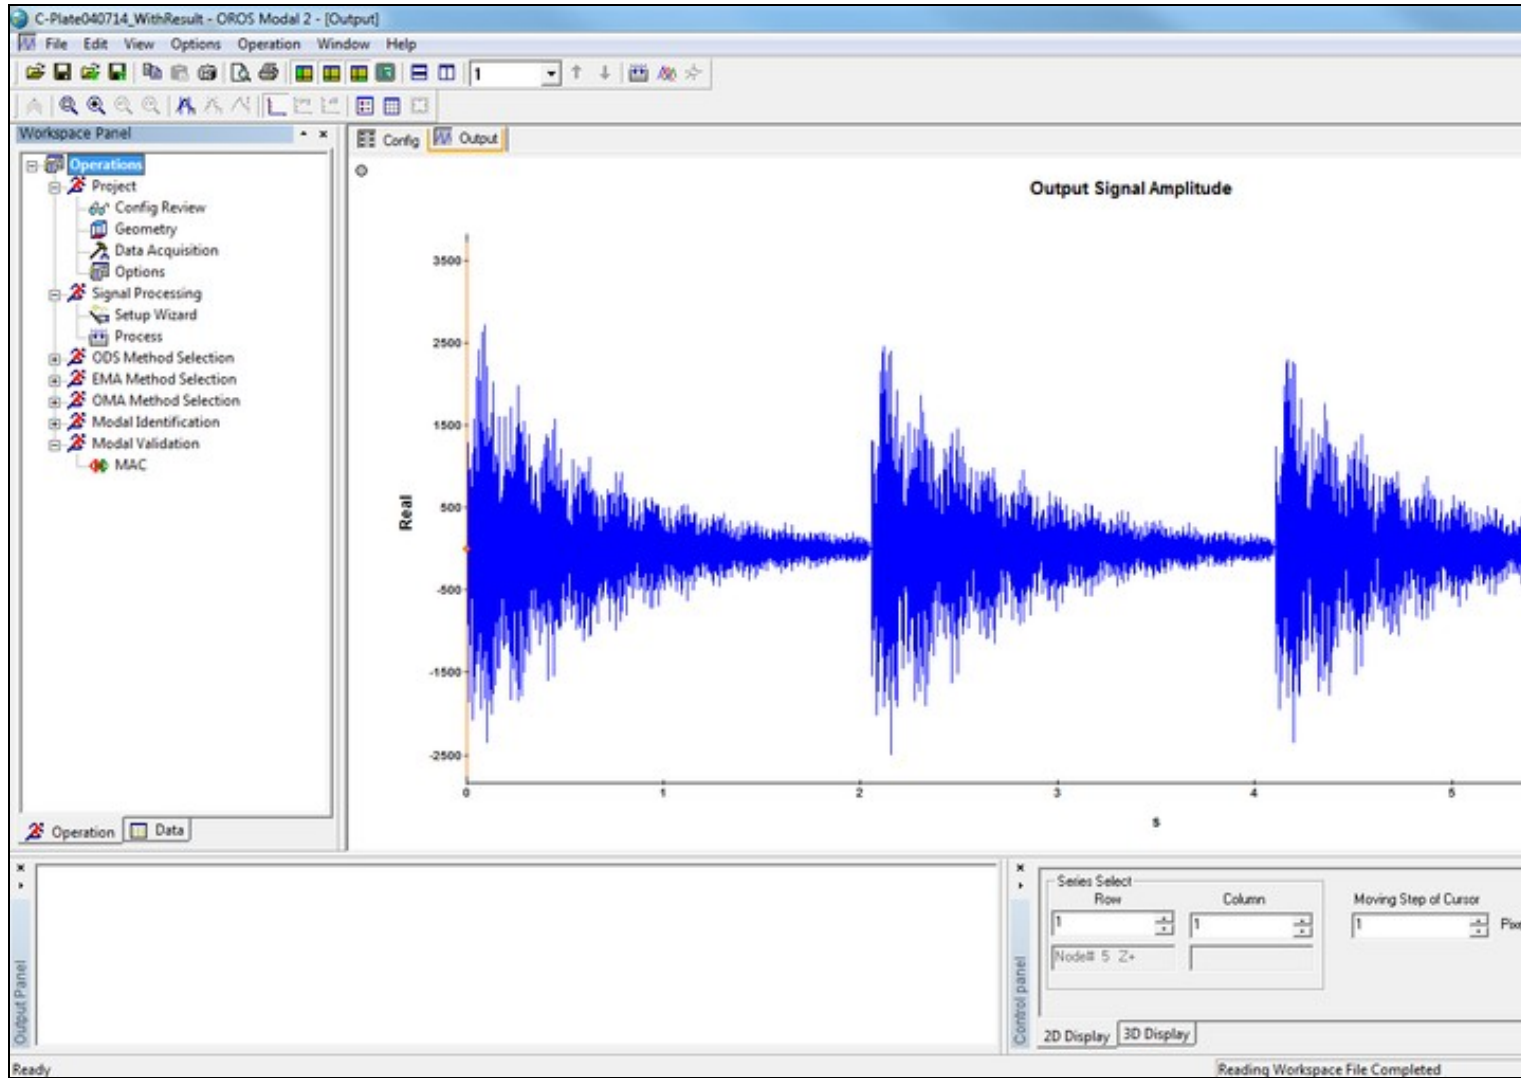 C-Plate040714_WithResult - OROS Modal 2 - [Output]
File Edit View Options Operation Window Help
1
Workspace Panel
Operations
Project
Config Review
Geometry
Data Acquisition
Options
Signal Processing
Setup Wizard
Process
ODS Method Selection
EMA Method Selection
OMA Method Selection
Modal Identification
Modal Validation
MAC
Operation Data
Config Output
Output Signal Amplitude
Real
3500
2500
1500
500
-500
-1500
-2500
0 1 2 3 4 5
s
Output Panel
Control panel
Series Select
Row Column Moving Step of Cursor
1 1 1
Node# 5 Z+
2D Display 3D Display
Ready Reading Workspace File Completed